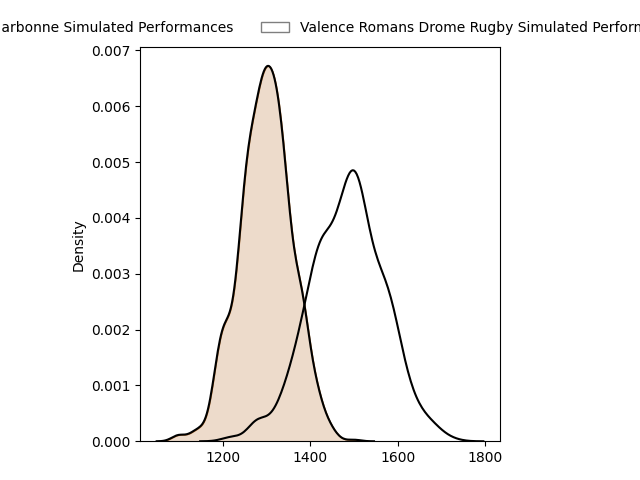 arbonne Simulated Performances
Valence Romans Drome Rugby Simulated Perform
0.007
0.006
0.005
0.004
0.003
0.002
0.001
0.000
Density
1200 1400 1600 1800